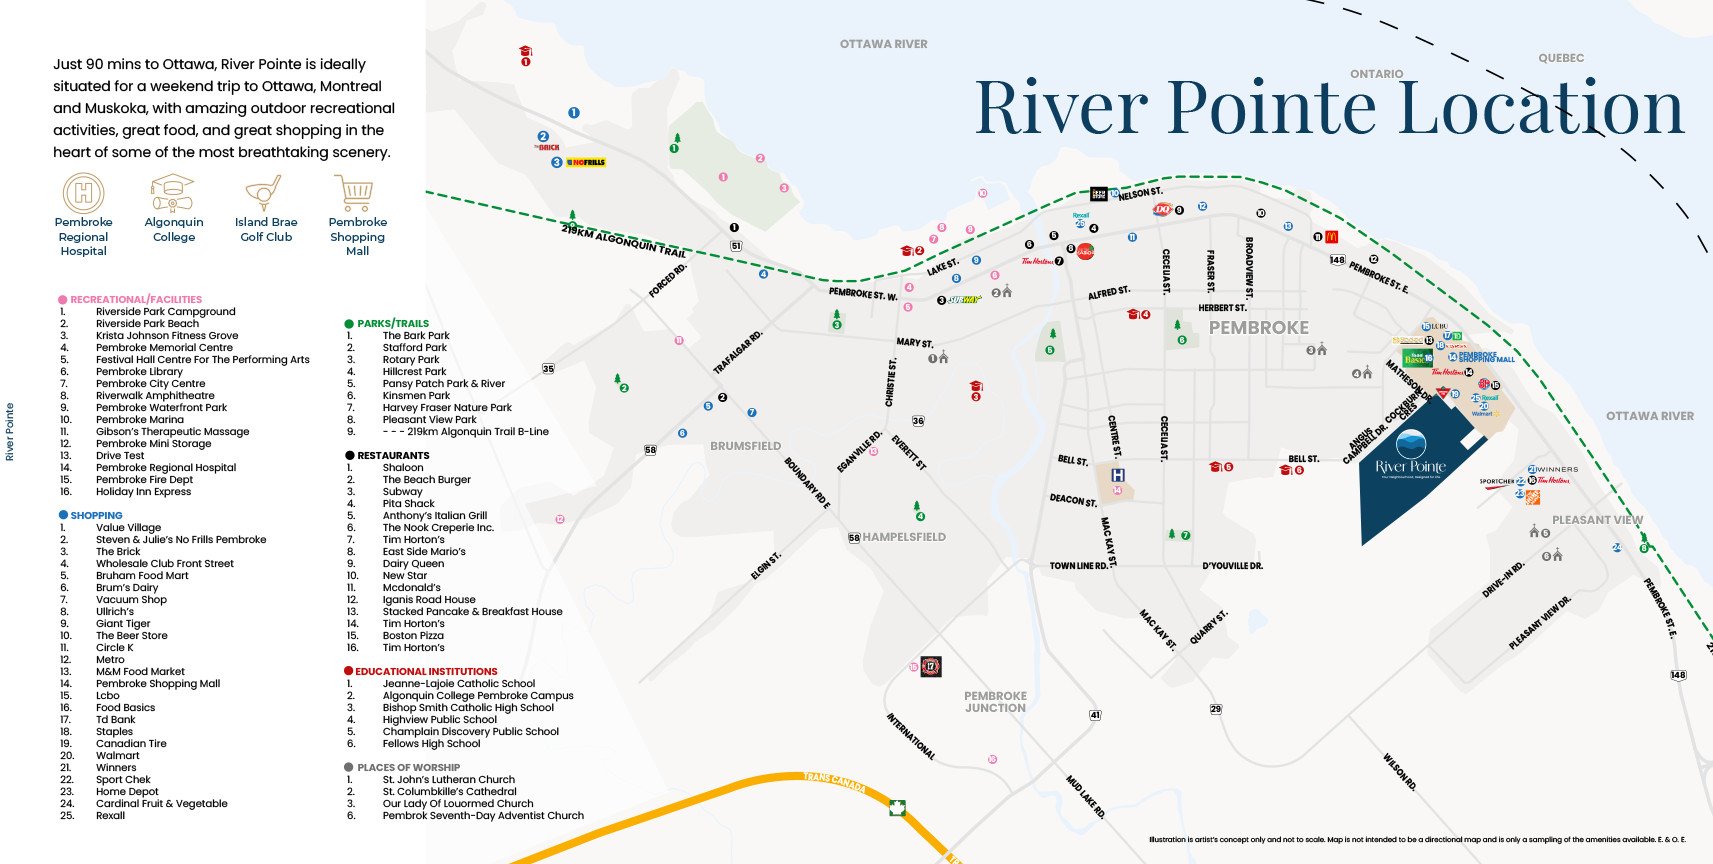 River Pointe
Just 90 mins to Ottawa, River Pointe is ideally
situated for a weekend trip to Ottawa, Montreal
and Muskoka, with amazing outdoor recreational
activities, great food, and great shopping in the
heart of some of the most breathtaking scenery.
Pembroke
Regional
Hospital
Algonquin
College
Island Brae
Golf Club
Pembroke
Shopping
Mall
RECREATIONAL/FACILITIES
1. Riverside Park Campground
2. Riverside Park Beach
3. Krista Johnson Fitness Grove
4. Pembroke Memorial Centre
5. Festival Hall Centre For The Performing Arts
6. Pembroke Library
7. Pembroke City Centre
8. Riverwalk Amphitheatre
9. Pembroke Waterfront Park
10. Pembroke Marina
11. Gibson's Therapeutic Massage
12. Pembroke Mini Storage
13. Drive Test
14. Pembroke Regional Hospital
15. Pembroke Fire Dept
16. Holiday Inn Express
SHOPPING
1. Value Village
2. Steven & Julie's No Frills Pembroke
3. The Brick
4. Wholesale Club Front Street
5. Bruham Food Mart
6. Brum's Dairy
7. Vacuum Shop
8. Ullrich's
9. Giant Tiger
10. The Beer Store
11. Circle K
12. Metro
13. M&M Food Market
14. Pembroke Shopping Mall
15. Lcbo
16. Food Basics
17. Td Bank
18. Staples
19. Canadian Tire
20. Walmart
21. Winners
22. Sport Chek
23. Home Depot
24. Cardinal Fruit & Vegetable
25. Rexall
PARKS/TRAILS
1. The Bark Park
2. Stafford Park
3. Rotary Park
4. Hillcrest Park
5. Pansy Patch Park & River
6. Kinsmen Park
7. Harvey Fraser Nature Park
8. Pleasant View Park
9. - - - 219km Algonquin Trail B-Line
RESTAURANTS
1. Shaloon
2. The Beach Burger
3. Subway
4. Pita Shack
5. Anthony's Italian Grill
6. The Nook Creperie Inc.
7. Tim Horton's
8. East Side Mario's
9. Dairy Queen
10. New Star
11. Mcdonald's
12. Iganis Road House
13. Stacked Pancake & Breakfast House
14. Tim Horton's
15. Boston Pizza
16. Tim Horton's
EDUCATIONAL INSTITUTIONS
1. Jeanne-Lajoie Catholic School
2. Algonquin College Pembroke Campus
3. Bishop Smith Catholic High School
4. Highview Public School
5. Champlain Discovery Public School
6. Fellows High School
PLACES OF WORSHIP
1. St. John's Lutheran Church
2. St. Columbkille's Cathedral
3. Our Lady Of Louormed Church
6. Pembrok Seventh-Day Adventist Church
River Pointe Location
OTTAWA RIVER
ONTARIO
QUEBEC
THE BRICK
NOFRILLS
219KM ALGONQUIN TRAIL
51
FORCED RD.
LAKE ST.
PEMBROKE ST. W.
SUBWAY
NELSON ST.
Rexall
Tim Hortons
DQ
148
PEMBROKE ST. E.
CECELIA ST.
FRASER ST.
BROADVIEW ST.
ALFRED ST.
HERBERT ST.
PEMBROKE
MARY ST.
TRAFALGAR RD.
CHRISTIE ST.
35
36
58
BRUMSFIELD
BOUNDARY RD E
EGANVILLE RD.
EVERETT ST
58
HAMPELSFIELD
ELGIN ST.
CENTRE ST.
CECELIA ST.
BELL ST.
BELL ST.
H
DEACON ST.
MAC KAY ST.
TOWN LINE RD.
D'YOUVILLE DR.
MAC KAY ST.
QUARRY ST.
LCBO
food Basics
PEMBROKE
SHOPPING MALL
Tim Hortons
Rexall
Walmart
MATHESON DR.
COCKBURN
CRES
ANGUS
CAMPBELL DR.
River Pointe
OTTAWA RIVER
WINNERS
SPORTCHEK
Tim Hortons
PLEASANT VIEW
DRIVE-IN RD.
PLEASANT VIEW DR.
PEMBROKE ST. E.
148
17
PEMBROKE
JUNCTION
INTERNATIONAL
41
29
MUD LAKE RD.
WILSON RD.
TRANS CANADA
Illustration is artist's concept only and not to scale. Map is not intended to be a directional map and is only a sampling of the amenities available. E. & O. E.